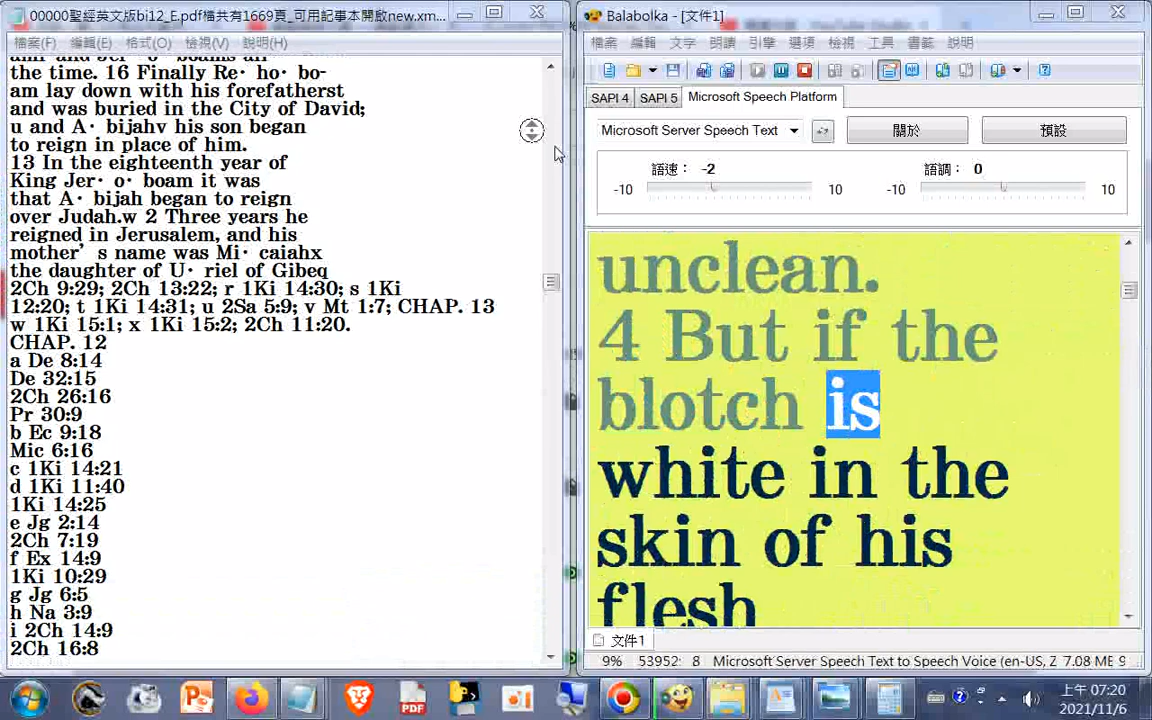 00000聖經英文版bi12_E.pdf檔共有1669頁_可用記事本開啟new.xm...
檔案(F) 編輯(E) 格式(O) 檢視(V) 說明(H)
the time. 16 Finally Re· ho· bo-
am lay down with his forefatherst
and was buried in the City of David;
u and A· bijahv his son began
to reign in place of him.
13 In the eighteenth year of
King Jer· o· boam it was
that A· bijah began to reign
over Judah.w 2 Three years he
reigned in Jerusalem, and his
mother’s name was Mi· caiahx
the daughter of U· riel of Gibeq
2Ch 9:29; 2Ch 13:22; r 1Ki 14:30; s 1Ki
12:20; t 1Ki 14:31; u 2Sa 5:9; v Mt 1:7; CHAP. 13
w 1Ki 15:1; x 1Ki 15:2; 2Ch 11:20.
CHAP. 12
a De 8:14
De 32:15
2Ch 26:16
Pr 30:9
b Ec 9:18
Mic 6:16
c 1Ki 14:21
d 1Ki 11:40
1Ki 14:25
e Jg 2:14
2Ch 7:19
f Ex 14:9
1Ki 10:29
g Jg 6:5
h Na 3:9
i 2Ch 14:9
2Ch 16:8
Balabolka - [文件1]
檔案 編輯 文字 朗讀 引擎 選項 檢視 工具 書籤 說明
SAPI 4 SAPI 5 Microsoft Speech Platform
Microsoft Server Speech Text 關於 預設
語速： -2 語調： 0
-10 10 -10 10
unclean.
4 But if the
blotch is
white in the
skin of his
flesh
文件1
9% 53952: 8 Microsoft Server Speech Text to Speech Voice (en-US, Z 7.08 MB 9
上午 07:20
2021/11/6